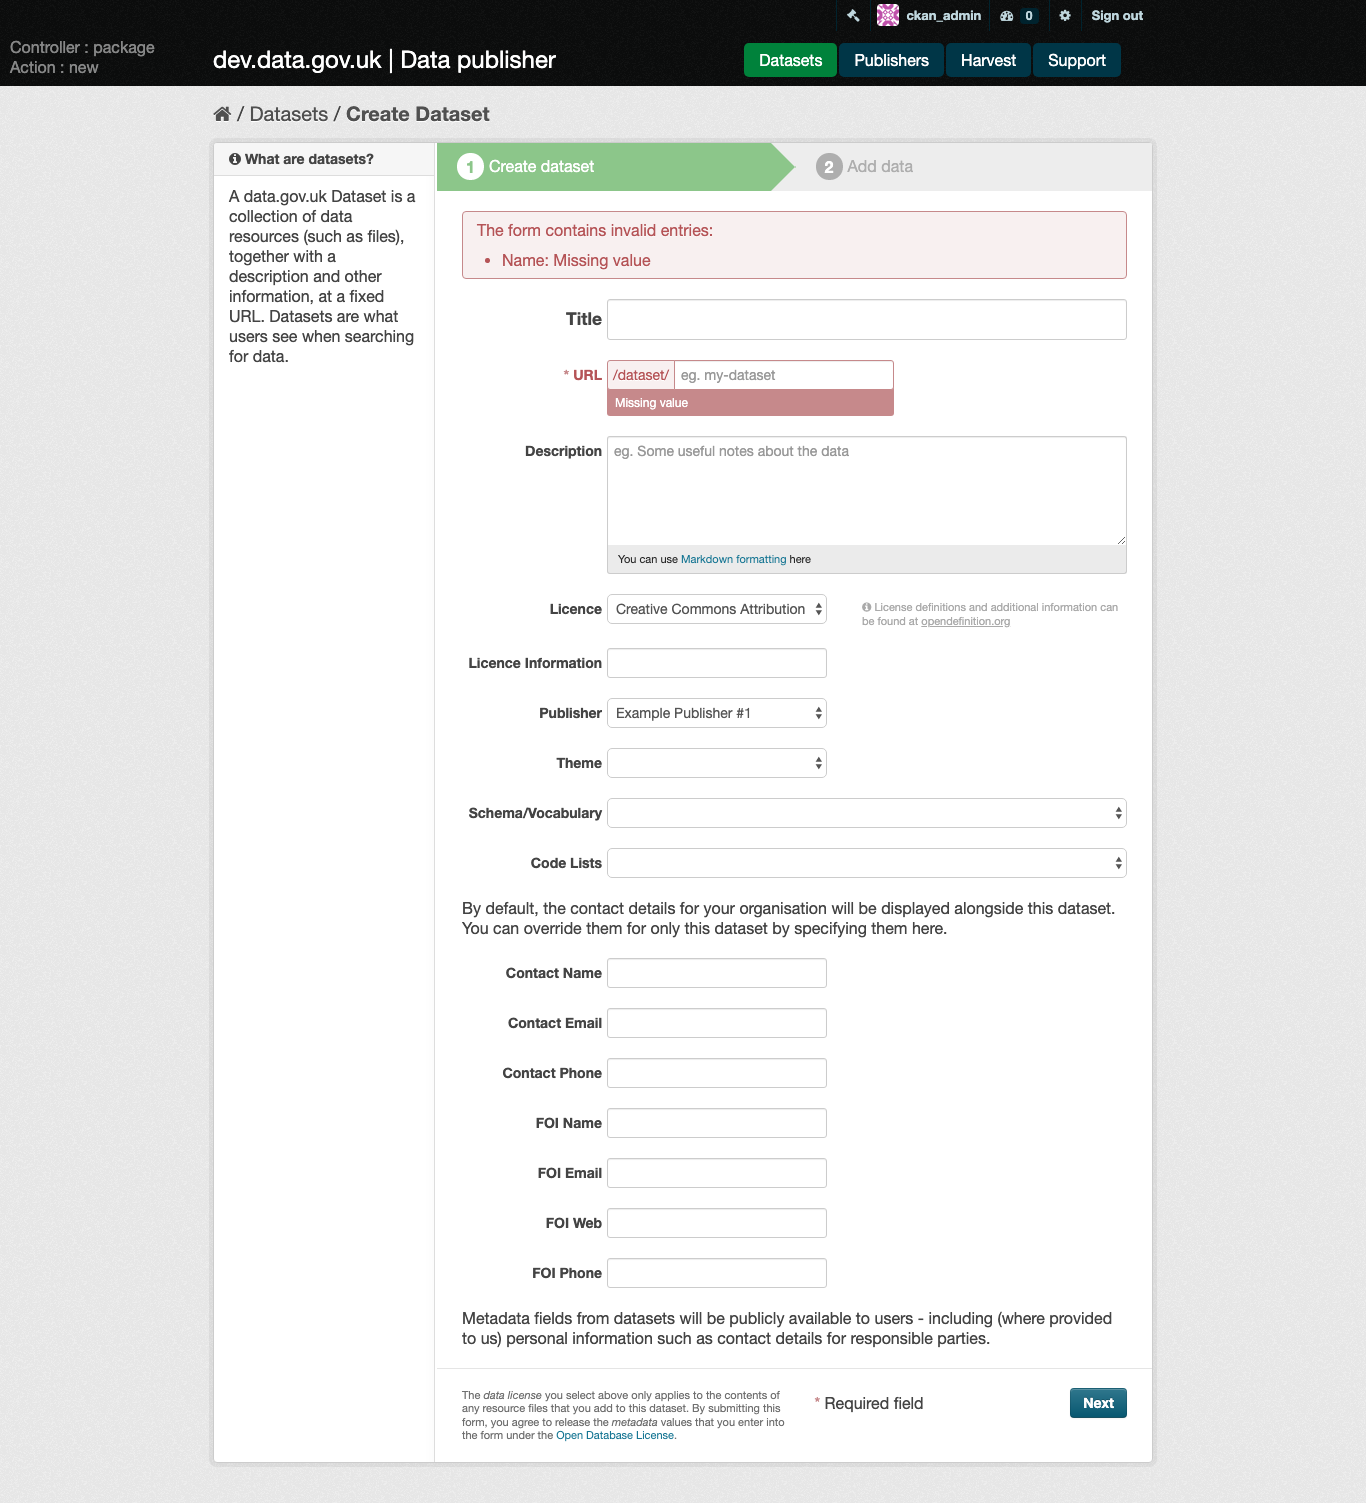 ckan_admin 0 Sign out
Controller : package
Action : new
dev.data.gov.uk | Data publisher
Datasets Publishers Harvest Support
/ Datasets / Create Dataset
What are datasets?
A data.gov.uk Dataset is a
collection of data
resources (such as files),
together with a
description and other
information, at a fixed
URL. Datasets are what
users see when searching
for data.
1 Create dataset
2 Add data
The form contains invalid entries:
• Name: Missing value
Title
* URL /dataset/ eg. my-dataset
Missing value
Description eg. Some useful notes about the data
You can use Markdown formatting here
Licence Creative Commons Attribution
License definitions and additional information can
be found at opendefinition.org
Licence Information
Publisher Example Publisher #1
Theme
Schema/Vocabulary
Code Lists
By default, the contact details for your organisation will be displayed alongside this dataset.
You can override them for only this dataset by specifying them here.
Contact Name
Contact Email
Contact Phone
FOI Name
FOI Email
FOI Web
FOI Phone
Metadata fields from datasets will be publicly available to users - including (where provided
to us) personal information such as contact details for responsible parties.
The data license you select above only applies to the contents of
any resource files that you add to this dataset. By submitting this
form, you agree to release the metadata values that you enter into
the form under the Open Database License.
* Required field
Next